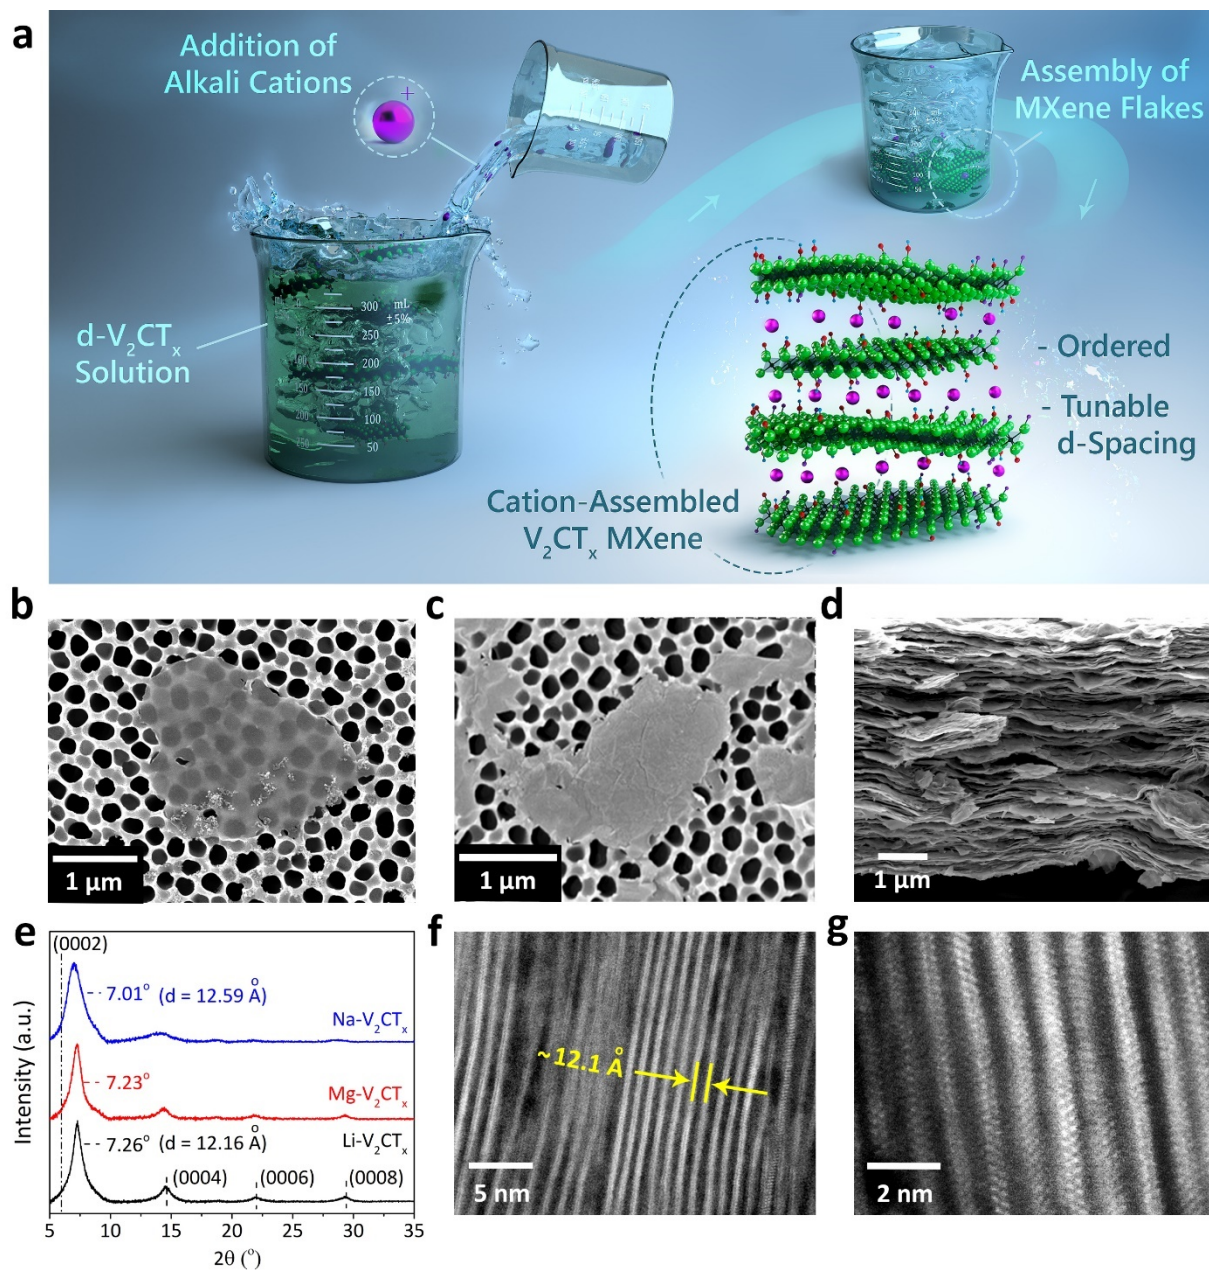 a
Addition of
Alkali Cations
+
d-V₂CTₓ
Solution
300 mL
±5%
250
200
150
100
50
Assembly of
MXene Flakes
- Ordered
- Tunable
d-Spacing
Cation-Assembled
V₂CTₓ MXene
b
1 µm
c
1 µm
d
1 µm
e
(0002)
7.01° (d = 12.59 Å)
Na-V₂CTₓ
7.23°
Mg-V₂CTₓ
7.26° (d = 12.16 Å)
Li-V₂CTₓ
(0004) (0006) (0008)
Intensity (a.u.)
5 10 15 20 25 30 35
2θ (°)
f
~12.1 Å
5 nm
g
2 nm